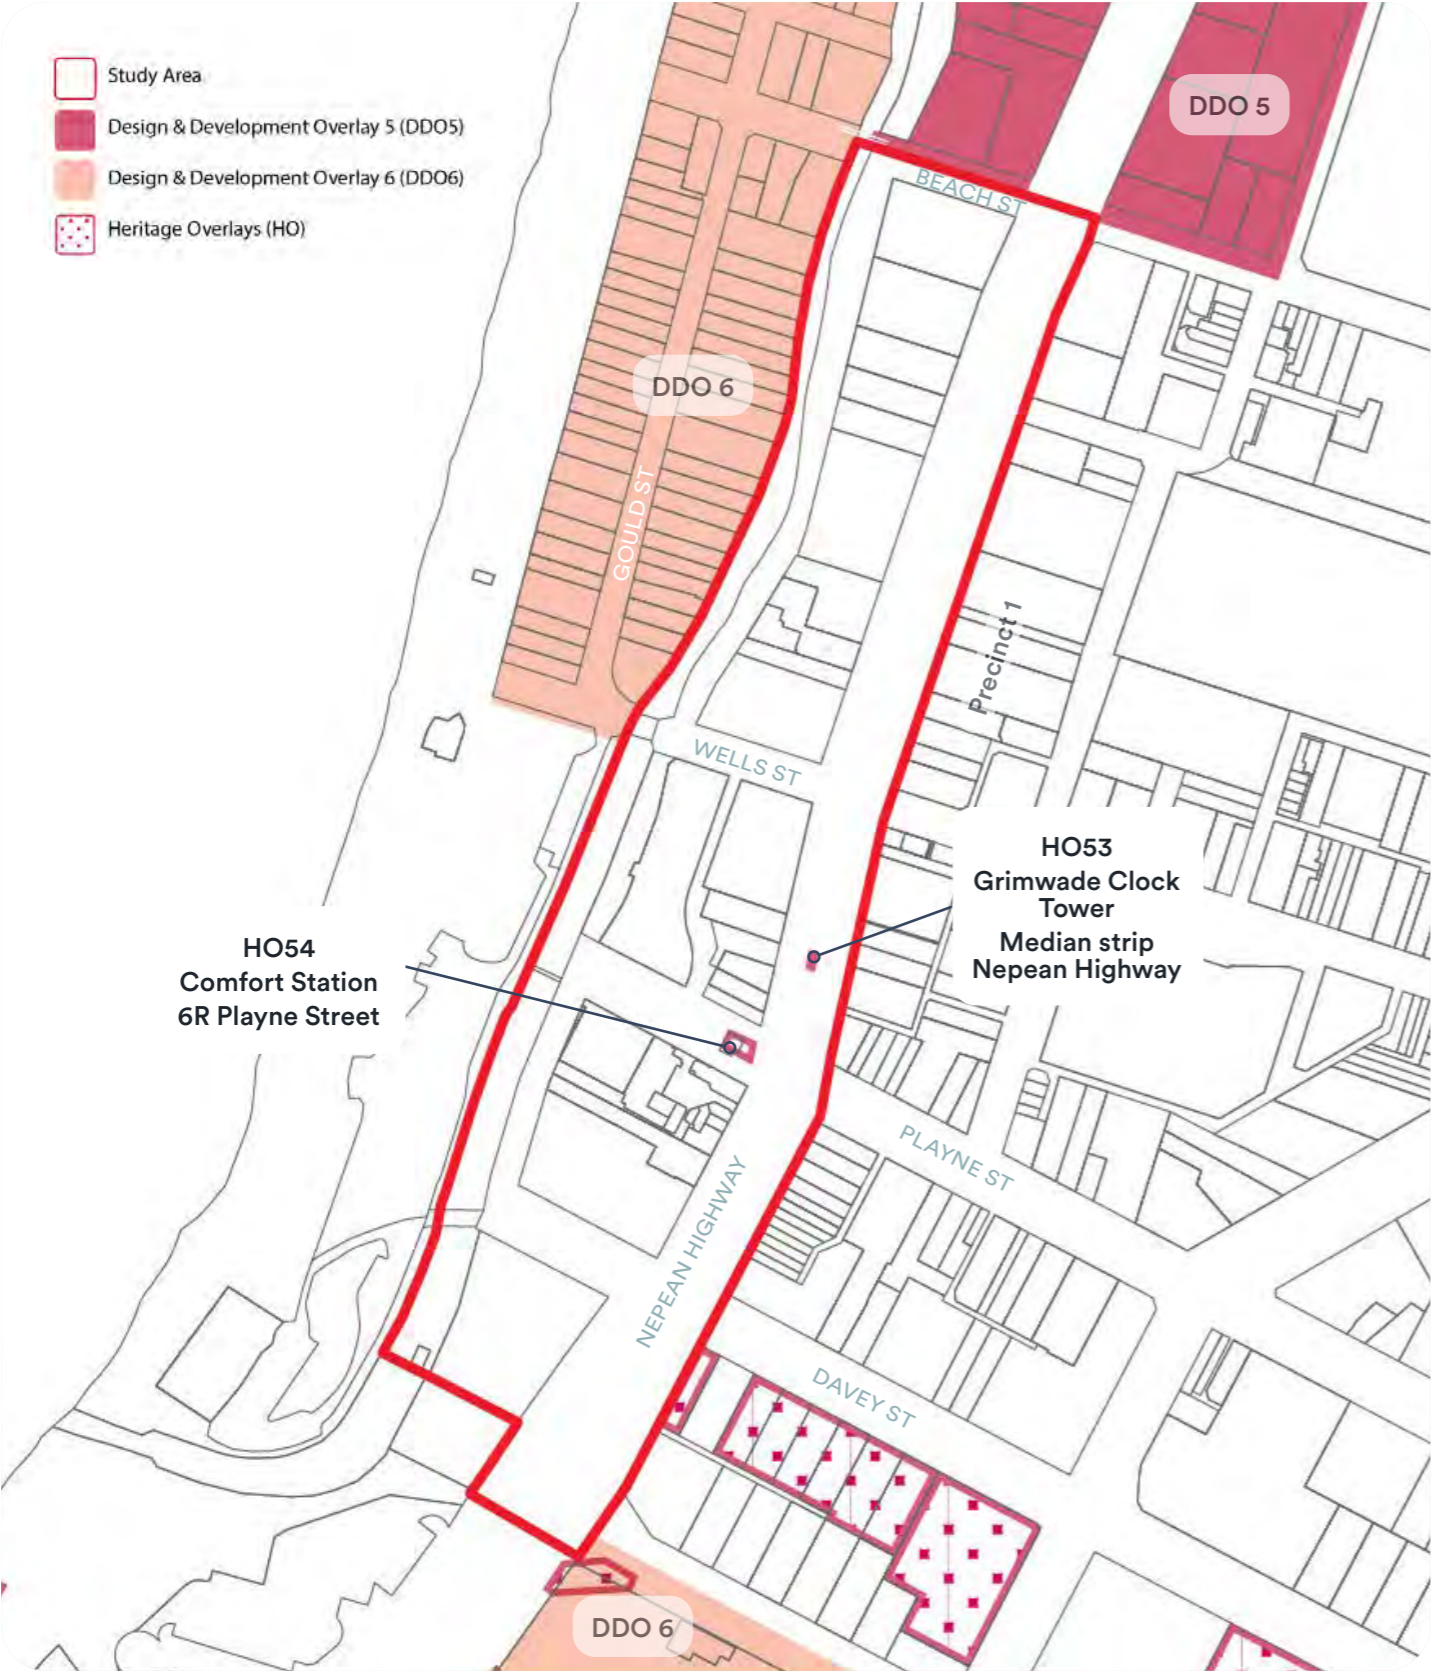 Study Area
Design & Development Overlay 5 (DDO5)
Design & Development Overlay 6 (DDO6)
Heritage Overlays (HO)
DDO 5
BEACH ST
DDO 6
GOULD ST
Precinct 1
WELLS ST
HO53
Grimwade Clock
Tower
Median strip
Nepean Highway
HO54
Comfort Station
6R Playne Street
PLAYNE ST
NEPEAN HIGHWAY
DAVEY ST
DDO 6